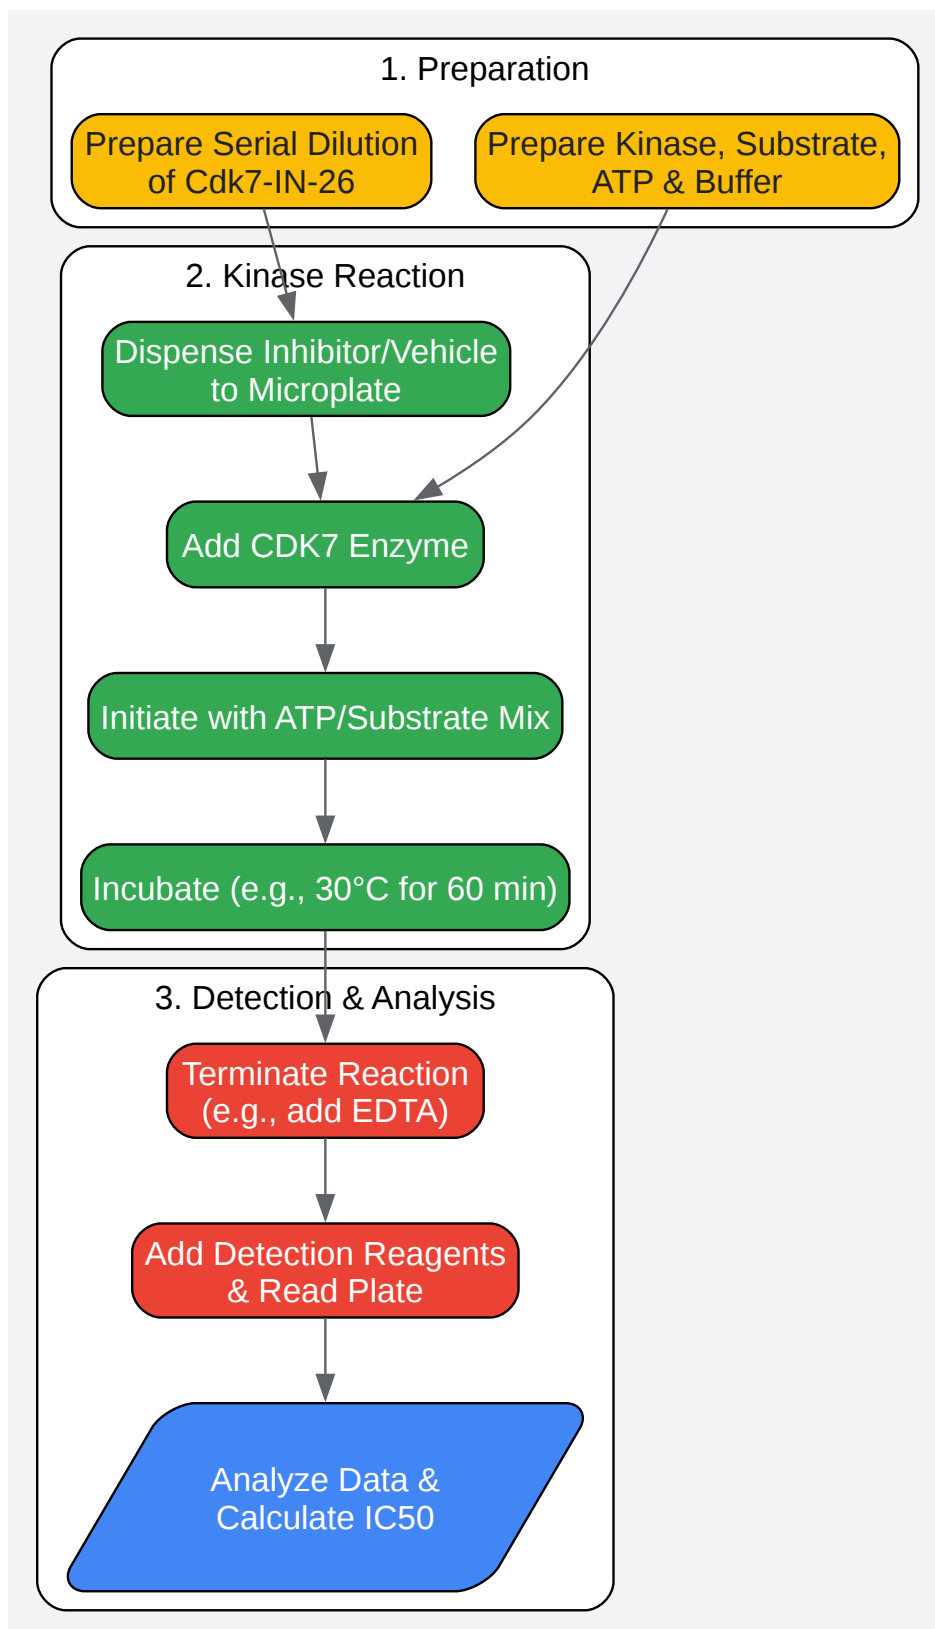 1. Preparation
Prepare Serial Dilution
of Cdk7-IN-26
Prepare Kinase, Substrate,
ATP & Buffer
2. Kinase Reaction
Dispense Inhibitor/Vehicle
to Microplate
Add CDK7 Enzyme
Initiate with ATP/Substrate Mix
Incubate (e.g., 30°C for 60 min)
3. Detection & Analysis
Terminate Reaction
(e.g., add EDTA)
Add Detection Reagents
& Read Plate
Analyze Data &
Calculate IC50